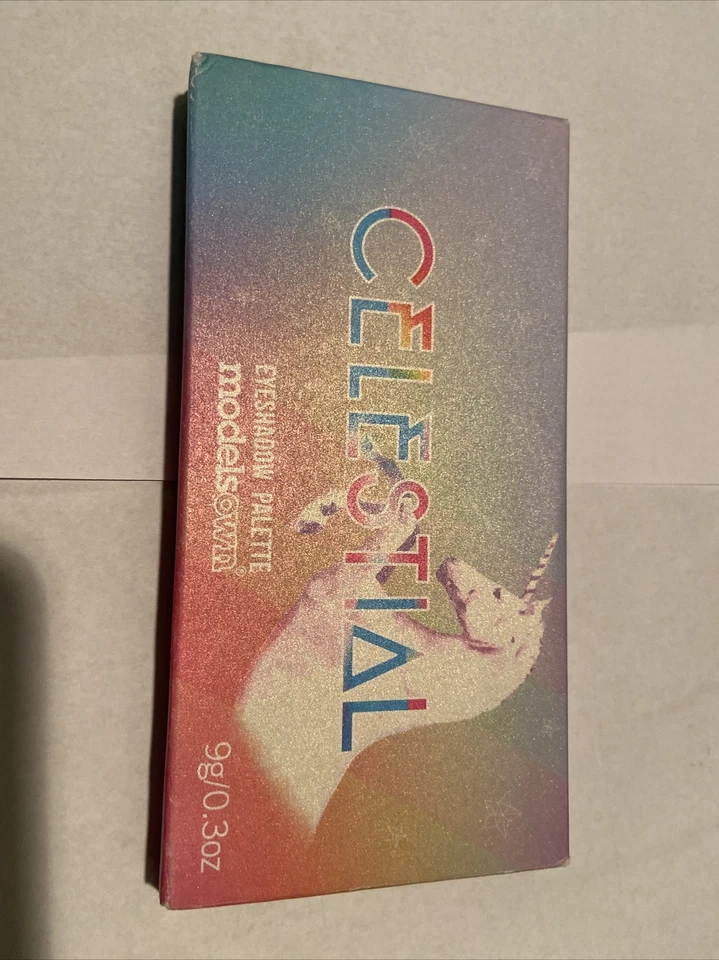 CELESTIAL
EYESHADOW PALETTE
modelsown®
9g/0.3oz